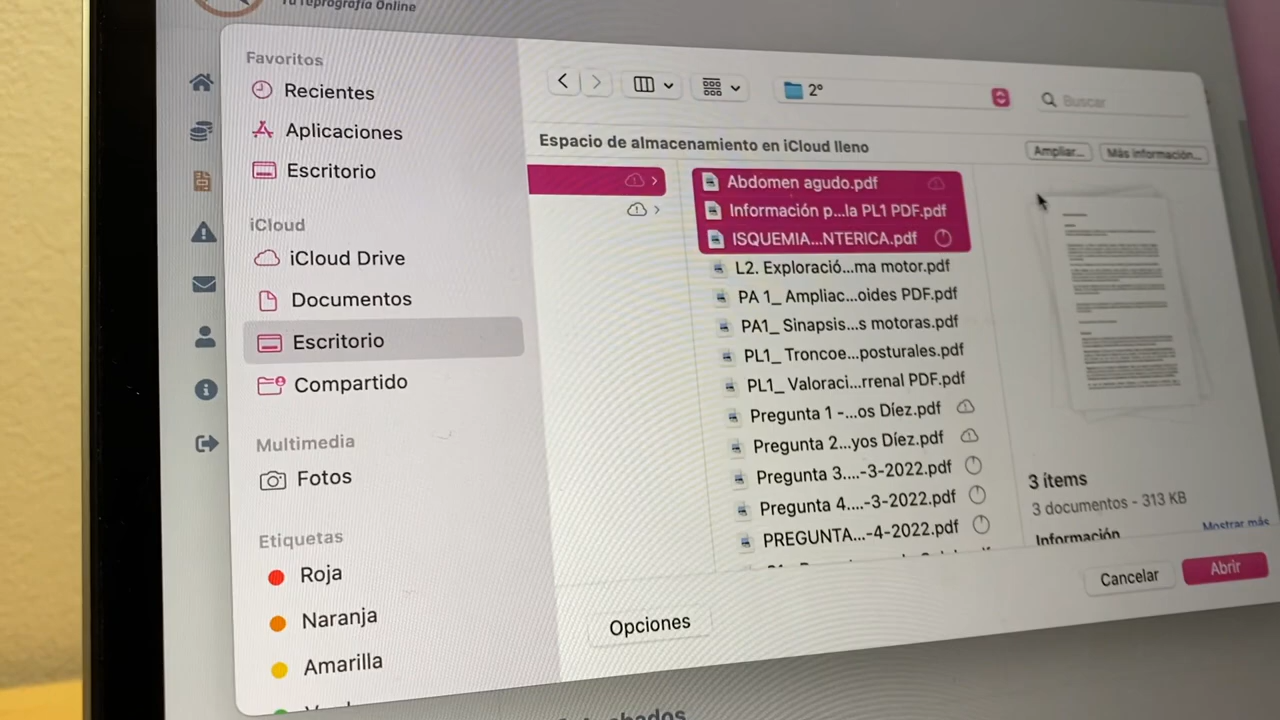 Tu reprografía Online
Favoritos
Recientes
Aplicaciones
Escritorio
iCloud
iCloud Drive
Documentos
Escritorio
Compartido
Multimedia
Fotos
Etiquetas
Roja
Naranja
Amarilla
2º
Buscar
Espacio de almacenamiento en iCloud lleno
Ampliar...
Más información...
Abdomen agudo.pdf
Información p...la PL1 PDF.pdf
ISQUEMIA...NTERICA.pdf
L2. Exploració...ma motor.pdf
PA 1_ Ampliac...oides PDF.pdf
PA1_ Sinapsis...s motoras.pdf
PL1_ Troncoe...posturales.pdf
PL1_ Valoraci...rrenal PDF.pdf
Pregunta 1 -...os Díez.pdf
Pregunta 2...yos Díez.pdf
Pregunta 3....-3-2022.pdf
Pregunta 4....-3-2022.pdf
PREGUNTA...-4-2022.pdf
3 ítems
3 documentos - 313 KB
Información
Mostrar más
Opciones
Cancelar
Abrir